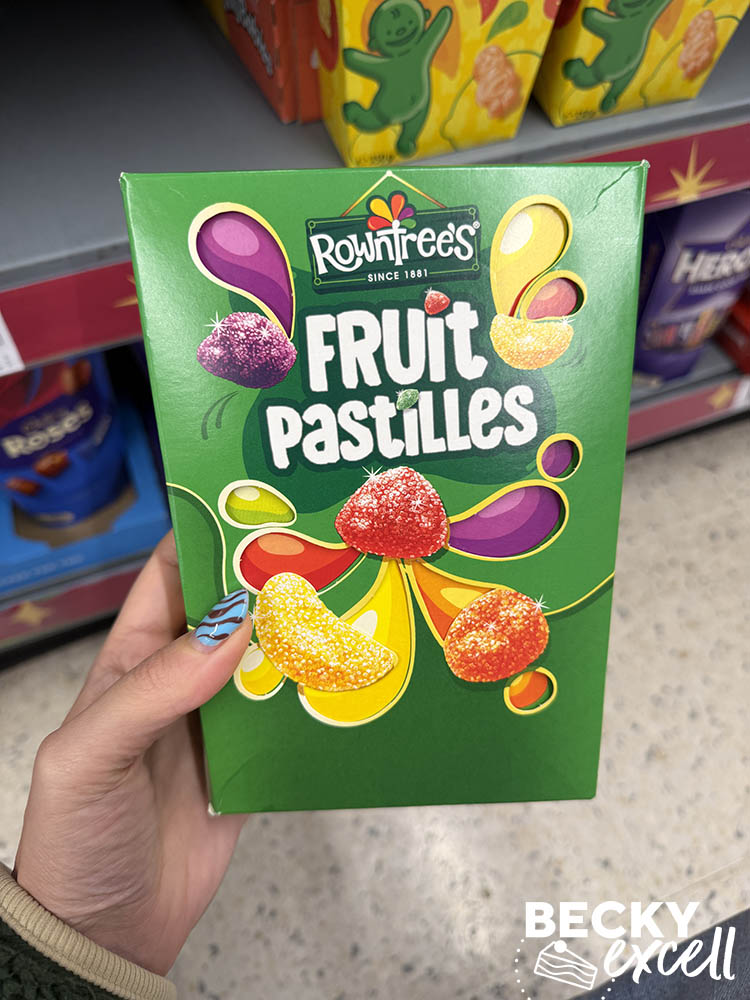 Rowntree's
SINCE 1881
FRUIT
PASTILLES
Roses
HERO
BECKY
excell